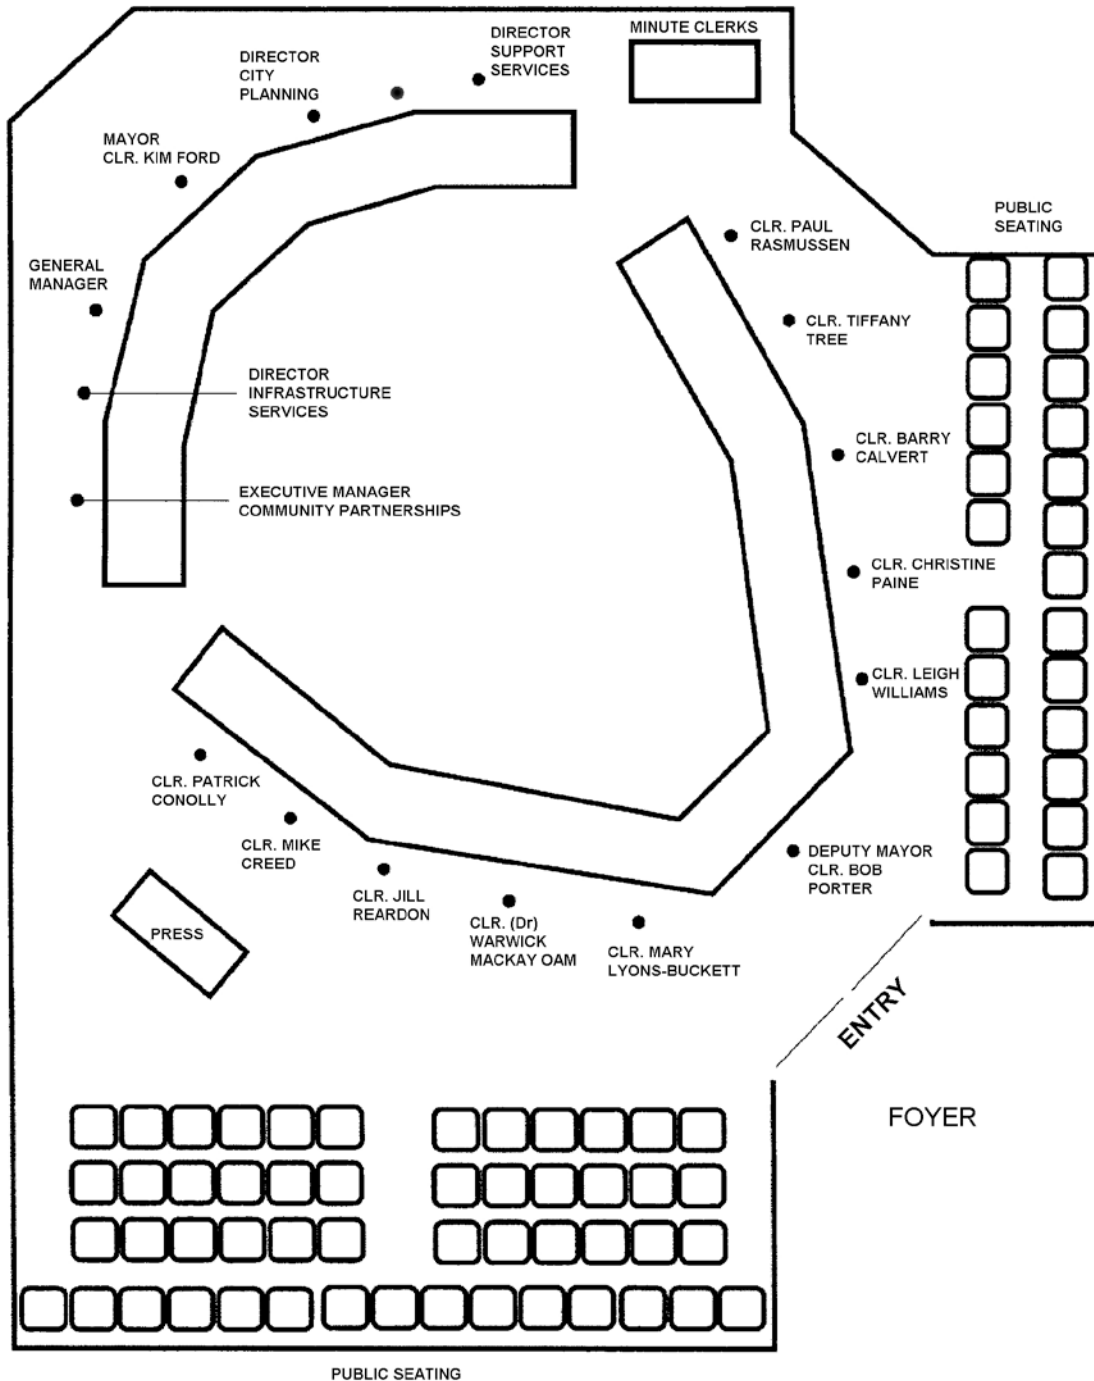 MINUTE CLERKS
DIRECTOR
SUPPORT
SERVICES
DIRECTOR
CITY
PLANNING
MAYOR
CLR. KIM FORD
GENERAL
MANAGER
DIRECTOR
INFRASTRUCTURE
SERVICES
EXECUTIVE MANAGER
COMMUNITY PARTNERSHIPS
CLR. PAUL
RASMUSSEN
CLR. TIFFANY
TREE
CLR. BARRY
CALVERT
CLR. CHRISTINE
PAINE
CLR. LEIGH
WILLIAMS
DEPUTY MAYOR
CLR. BOB
PORTER
CLR. PATRICK
CONOLLY
CLR. MIKE
CREED
CLR. JILL
REARDON
CLR. (Dr)
WARWICK
MACKAY OAM
CLR. MARY
LYONS-BUCKETT
PRESS
PUBLIC
SEATING
ENTRY
FOYER
PUBLIC SEATING